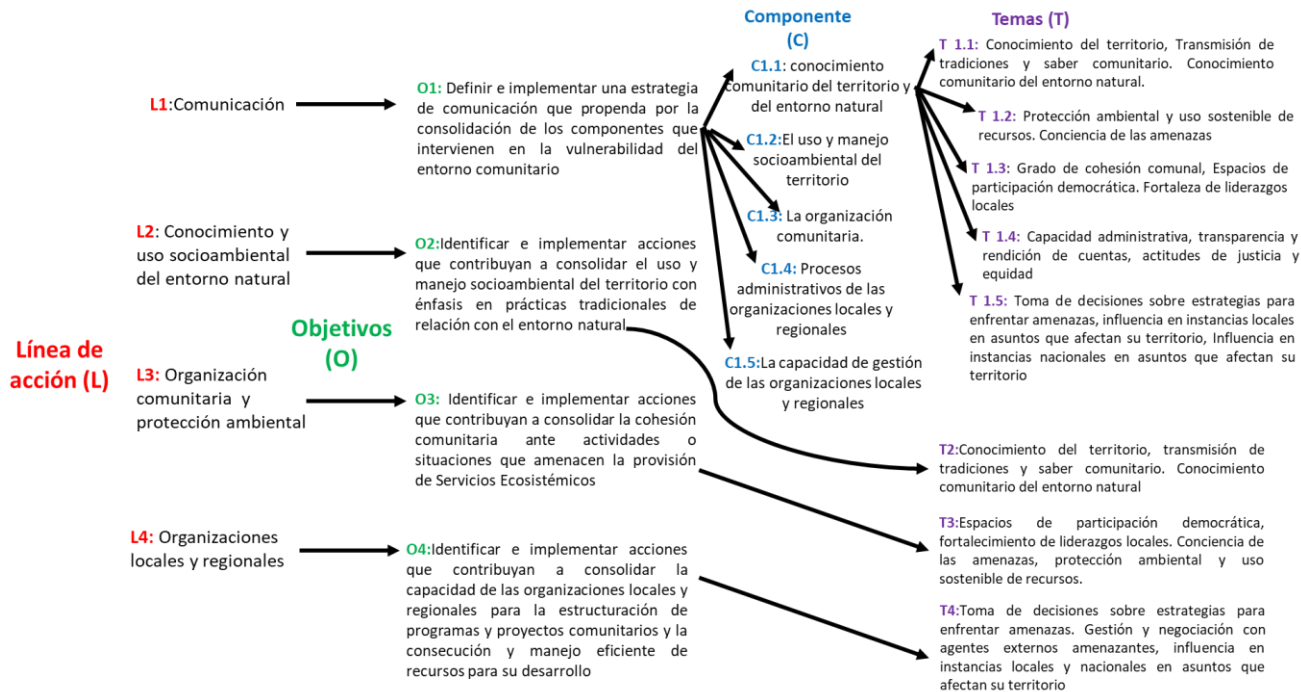 Componente
(C)
Temas (T)
L1:Comunicación
O1: Definir e implementar una estrategia
de comunicación que propenda por la
consolidación de los componentes que
intervienen en la vulnerabilidad del
entorno comunitario
C1.1: conocimiento
comunitario del territorio y
del entorno natural
C1.2:El uso y manejo
socioambiental del
territorio
C1.3: La organización
comunitaria.
C1.4: Procesos
administrativos de las
organizaciones locales y
regionales
C1.5:La capacidad de gestión
de las organizaciones locales
y regionales
T 1.1: Conocimiento del territorio, Transmisión de
tradiciones y saber comunitario. Conocimiento
comunitario del entorno natural.
T 1.2: Protección ambiental y uso sostenible de
recursos. Conciencia de las amenazas
T 1.3: Grado de cohesión comunal, Espacios de
participación democrática. Fortaleza de liderazgos
locales
T 1.4: Capacidad administrativa, transparencia y
rendición de cuentas, actitudes de justicia y
equidad
T 1.5: Toma de decisiones sobre estrategias para
enfrentar amenazas, influencia en instancias locales
en asuntos que afectan su territorio, Influencia en
instancias nacionales en asuntos que afectan su
territorio
L2: Conocimiento y
uso socioambiental
del entorno natural
O2:Identificar e implementar acciones
que contribuyan a consolidar el uso y
manejo socioambiental del territorio con
énfasis en prácticas tradicionales de
relación con el entorno natural
Objetivos
(O)
Línea de
acción (L)
L3: Organización
comunitaria y
protección ambiental
O3: Identificar e implementar acciones
que contribuyan a consolidar la cohesión
comunitaria ante actividades o
situaciones que amenacen la provisión
de Servicios Ecosistémicos
T2:Conocimiento del territorio, transmisión de
tradiciones y saber comunitario. Conocimiento
comunitario del entorno natural
T3:Espacios de participación democrática,
fortalecimiento de liderazgos locales. Conciencia de
las amenazas, protección ambiental y uso
sostenible de recursos.
L4: Organizaciones
locales y regionales
O4:Identificar e implementar acciones
que contribuyan a consolidar la
capacidad de las organizaciones locales y
regionales para la estructuración de
programas y proyectos comunitarios y la
consecución y manejo eficiente de
recursos para su desarrollo
T4:Toma de decisiones sobre estrategias para
enfrentar amenazas. Gestión y negociación con
agentes externos amenazantes, influencia en
instancias locales y nacionales en asuntos que
afectan su territorio